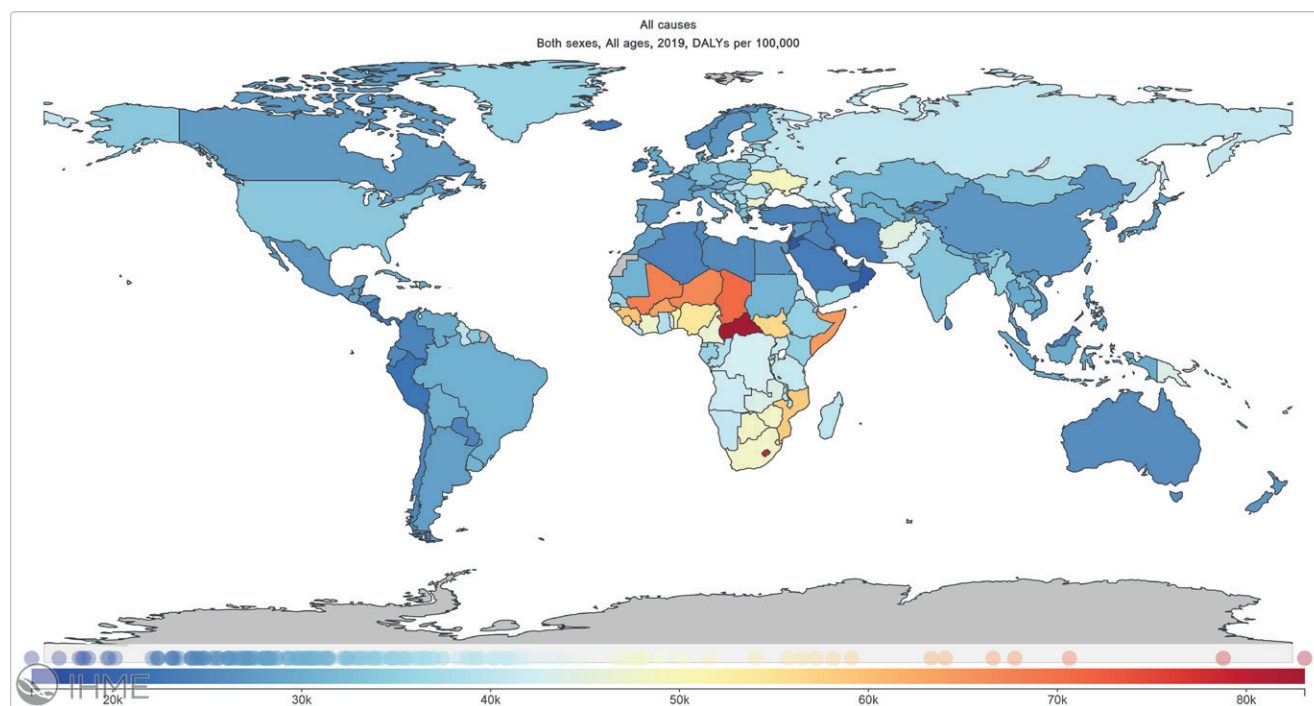 All causes
Both sexes, All ages, 2019, DALYs per 100,000
IHME
20k 30k 40k 50k 60k 70k 80k